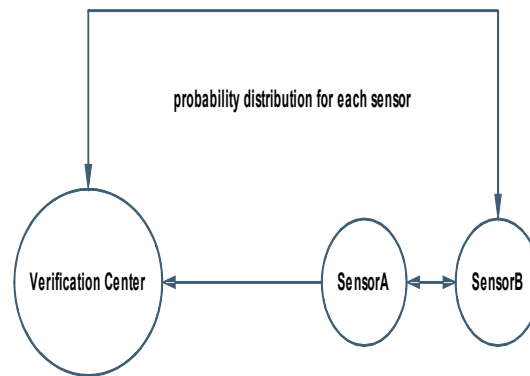 probability distribution for each sensor
Verification Center
SensorA
SensorB